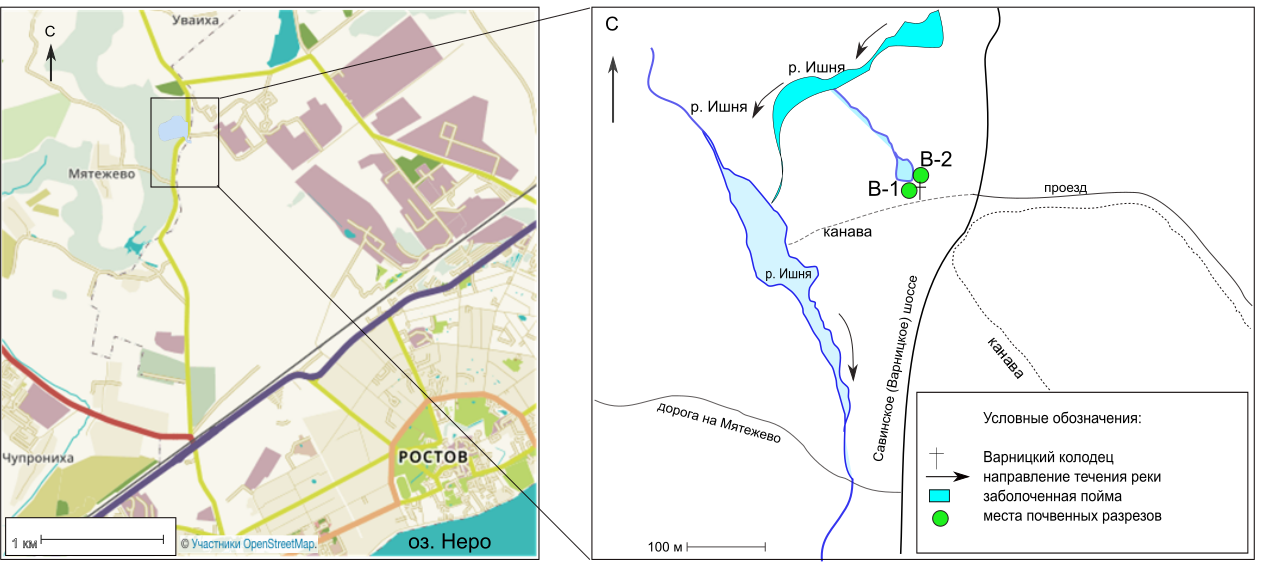 Уваиха
С
Мятежево
Чупрониха
РОСТОВ
1 км
© Участники OpenStreetMap.
оз. Неро
С
р. Ишня
р. Ишня
В-2
В-1
проезд
канава
р. Ишня
Савинское (Варницкое) шоссе
канава
дорога на Мятежево
100 м
Условные обозначения:
Варницкий колодец
направление течения реки
заболоченная пойма
места почвенных разрезов